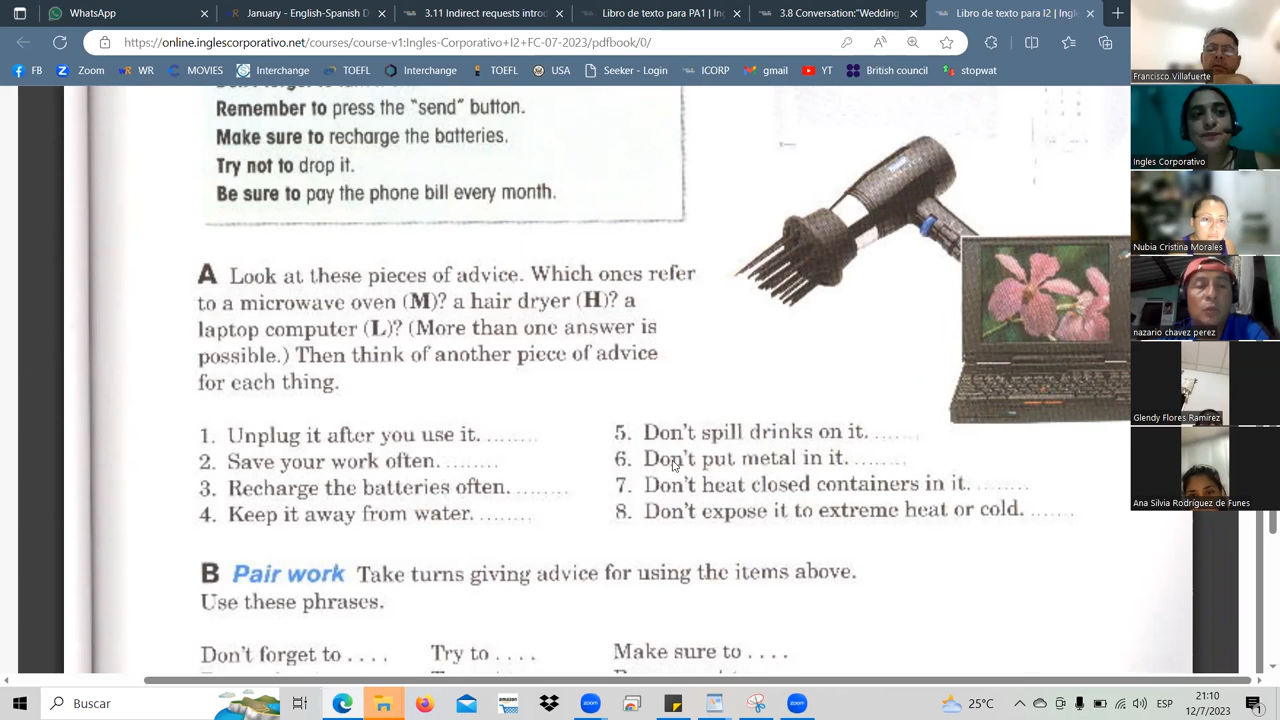 WhatsApp
January - English-Spanish D
3.11 Indirect requests introd
Libro de texto para PA1 | Ing
3.8 Conversation:"Wedding
Libro de texto para I2 | Ingl
https://online.inglescorporativo.net/courses/course-v1:Ingles-Corporativo+I2+FC-07-2023/pdfbook/0/
FB
Zoom
WR
MOVIES
Interchange
TOEFL
Interchange
TOEFL
USA
Seeker - Login
ICORP
gmail
YT
British council
stopwat
Remember to press the "send" button.
Make sure to recharge the batteries.
Try not to drop it.
Be sure to pay the phone bill every month.
A Look at these pieces of advice. Which ones refer
to a microwave oven (M)? a hair dryer (H)? a
laptop computer (L)? (More than one answer is
possible.) Then think of another piece of advice
for each thing.
1. Unplug it after you use it. ........
2. Save your work often. ........
3. Recharge the batteries often. ........
4. Keep it away from water. ........
5. Don't spill drinks on it. ........
6. Don't put metal in it. ........
7. Don't heat closed containers in it. ........
8. Don't expose it to extreme heat or cold. ........
B Pair work Take turns giving advice for using the items above.
Use these phrases.
Don't forget to . . . .
Try to . . . .
Make sure to . . . .
Francisco Villafuerte
Ingles Corporativo
Nubia Cristina Morales
nazario chavez perez
Glendy Flores Ramirez
Ana Silvia Rodríguez de Funes
Buscar
amazon
zoom
zoom
25°C
ESP
21:10
12/7/2023
1